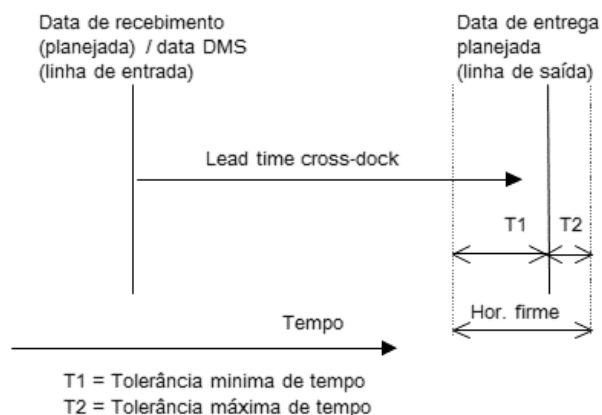 Data de recebimento
(planejada) / data DMS
(linha de entrada)
Data de entrega
planejada
(linha de saída)
Lead time cross-dock
T1
T2
Hor. firme
Tempo
T1 = Tolerância minima de tempo
T2 = Tolerância máxima de tempo